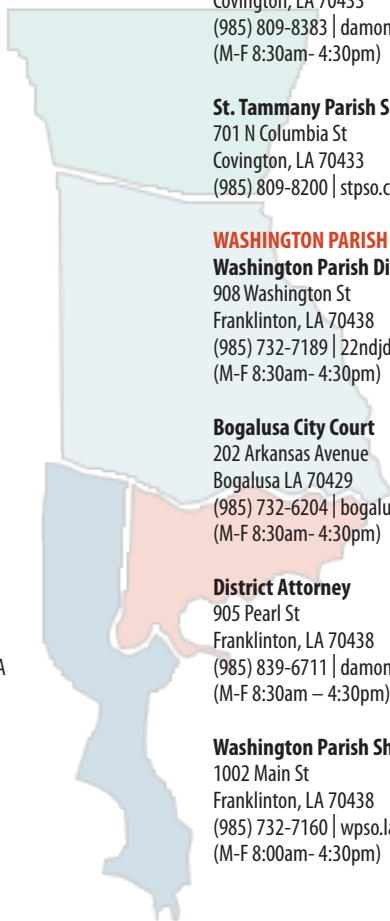 Covington, LA 70433
(985) 809-8383 | damon
(M-F 8:30am- 4:30pm)
St. Tammany Parish S
701 N Columbia St
Covington, LA 70433
(985) 809-8200 | stpso.c
WASHINGTON PARISH
Washington Parish Di
908 Washington St
Franklinton, LA 70438
(985) 732-7189 | 22ndjd
(M-F 8:30am- 4:30pm)
Bogalusa City Court
202 Arkansas Avenue
Bogalusa LA 70429
(985) 732-6204 | bogalu
(M-F 8:30am- 4:30pm)
District Attorney
905 Pearl St
Franklinton, LA 70438
A
(985) 839-6711 | damon
(M-F 8:30am – 4:30pm)
Washington Parish Sh
1002 Main St
Franklinton, LA 70438
(985) 732-7160 | wpso.la
(M-F 8:00am- 4:30pm)